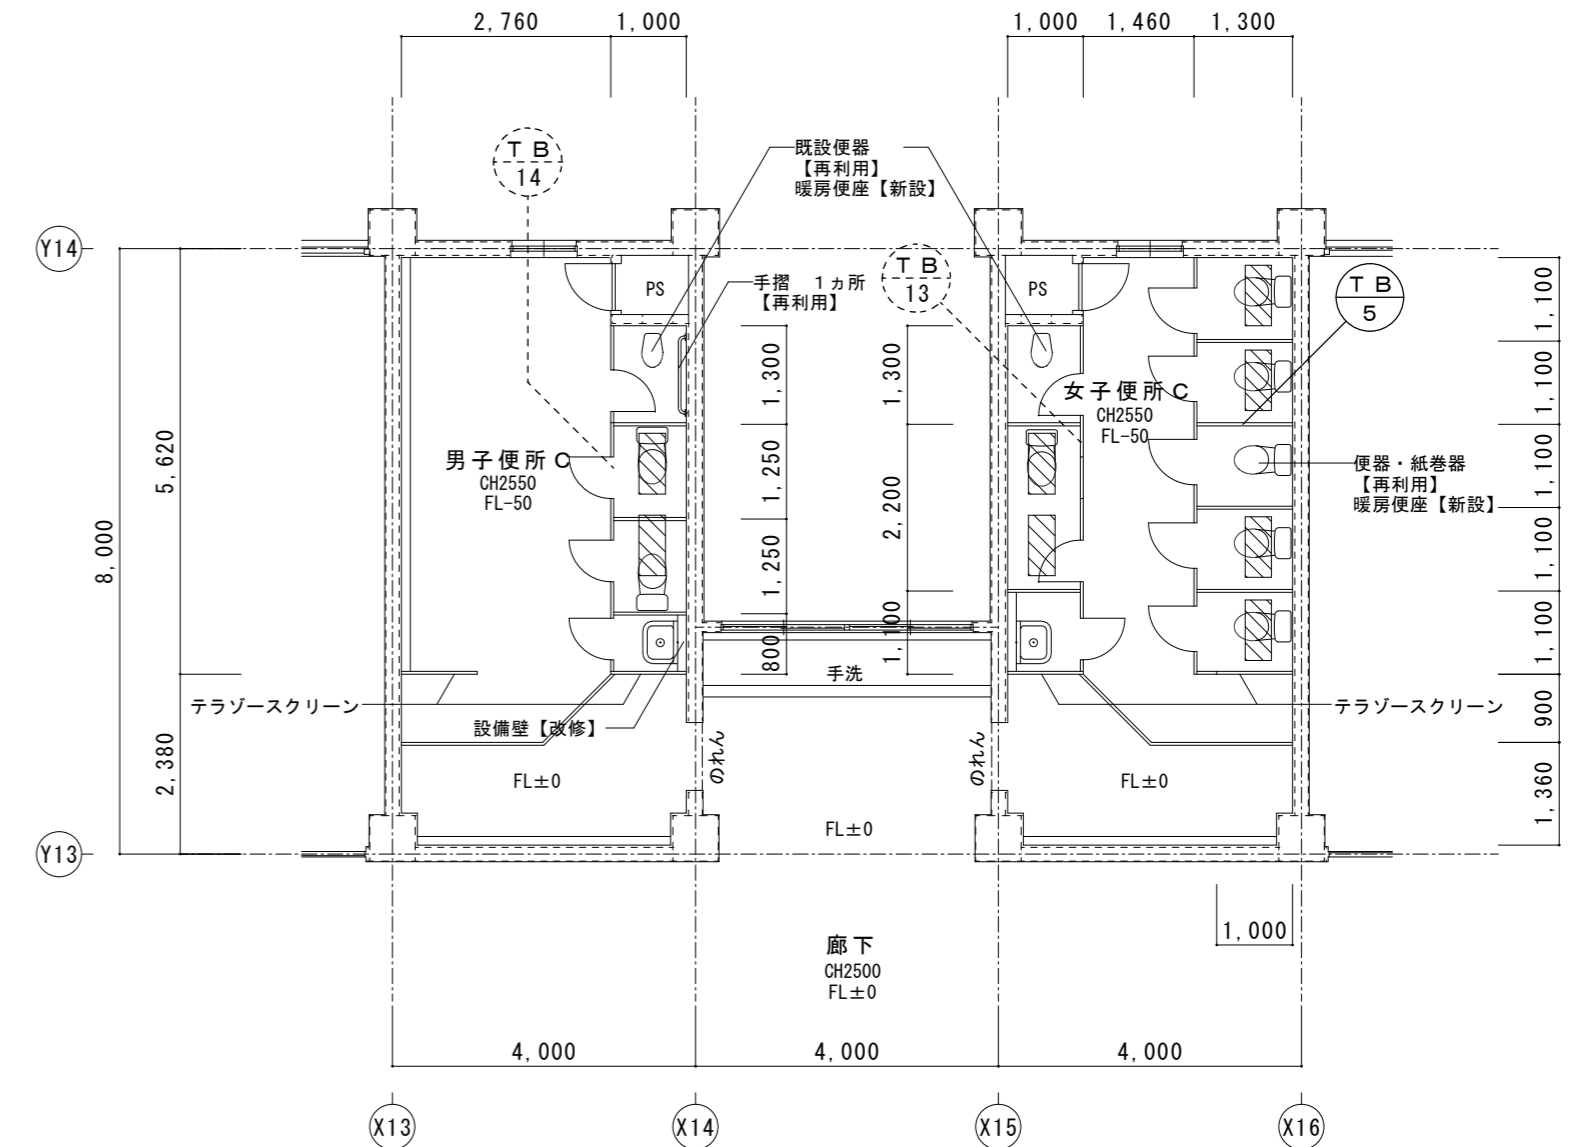 2,760
1,000
1,000
1,460
1,300
TB
14
既設便器
【再利用】
暖房便座【新設】
Y14
PS
手摺　1ヵ所
【再利用】
TB
13
PS
TB
5
1,100
1,100
1,100
1,100
1,100
900
1,360
1,300
1,250
1,250
800
1,300
2,200
1,100
5,620
8,000
2,380
男子便所C
CH2550
FL-50
女子便所C
CH2550
FL-50
便器・紙巻器
【再利用】
暖房便座【新設】
手洗
テラゾースクリーン
設備壁【改修】
テラゾースクリーン
のれん
のれん
FL±0
FL±0
FL±0
Y13
1,000
廊下
CH2500
FL±0
4,000
4,000
4,000
X13
X14
X15
X16